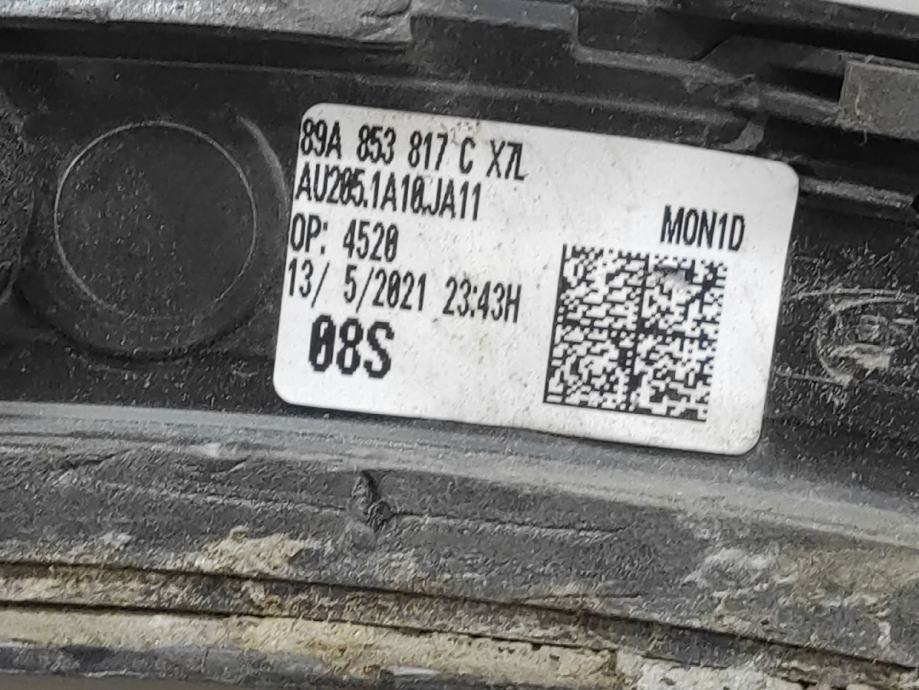 89A 853 817 C X7L
AU205.1A10.JA11
OP: 4520
13/ 5/2021 23:43H
08S
MON1D